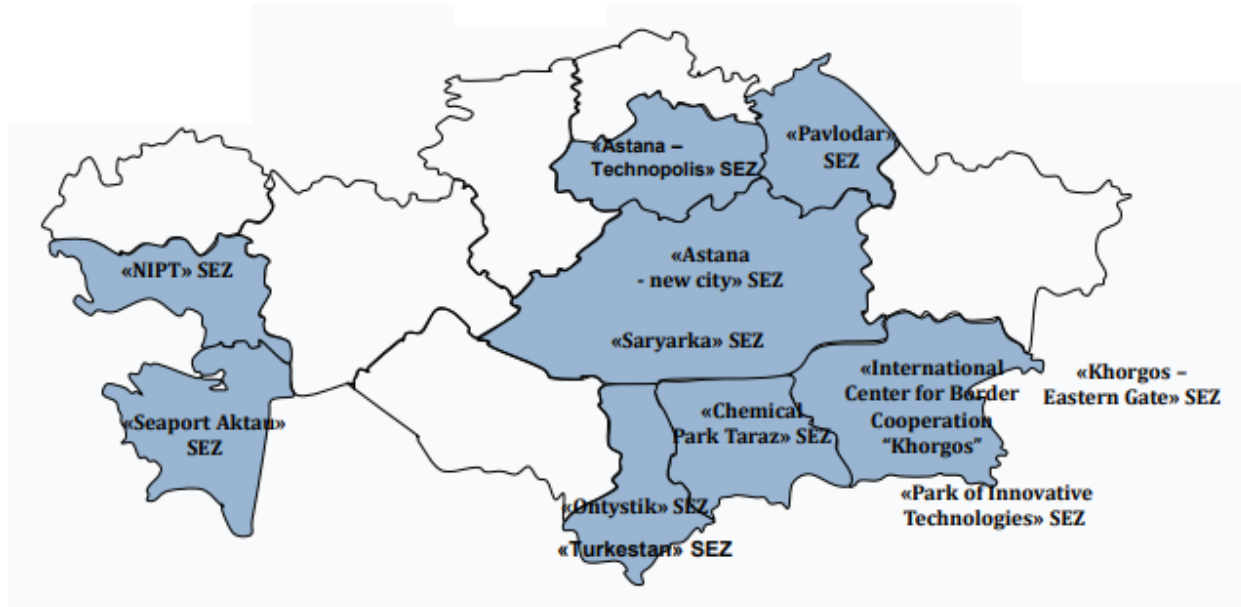 «Astana –
Technopolis» SEZ
«Pavlodar»
SEZ
«NIPT» SEZ
«Astana
- new city» SEZ
«Saryarka» SEZ
«International
Center for Border
Cooperation
“Khorgos”
«Khorgos –
Eastern Gate» SEZ
«Seaport Aktau»
SEZ
«Chemical
Park Taraz» SEZ
«Park of Innovative
Technologies» SEZ
«Ontystik» SEZ
«Turkestan» SEZ